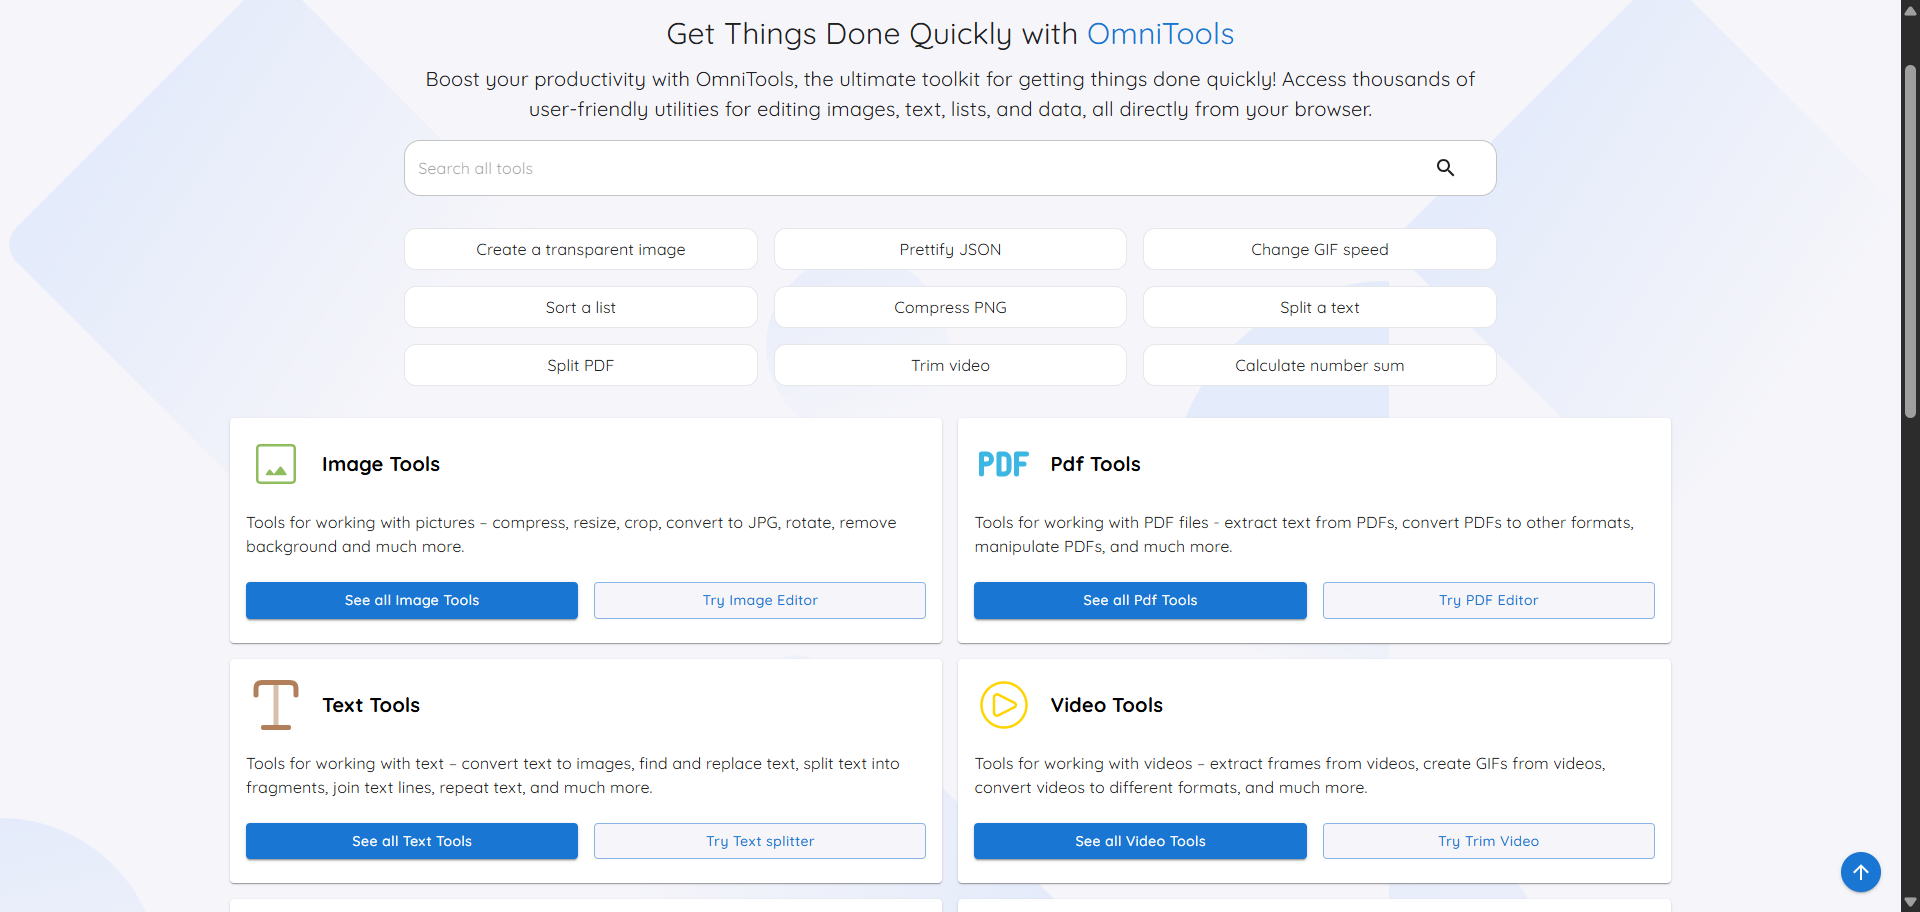 Get Things Done Quickly with OmniTools
Boost your productivity with OmniTools, the ultimate toolkit for getting things done quickly! Access thousands of
user-friendly utilities for editing images, text, lists, and data, all directly from your browser.
Search all tools
Create a transparent image
Prettify JSON
Change GIF speed
Sort a list
Compress PNG
Split a text
Split PDF
Trim video
Calculate number sum
Image Tools
Tools for working with pictures – compress, resize, crop, convert to JPG, rotate, remove
background and much more.
See all Image Tools
Try Image Editor
PDF
Pdf Tools
Tools for working with PDF files - extract text from PDFs, convert PDFs to other formats,
manipulate PDFs, and much more.
See all Pdf Tools
Try PDF Editor
Text Tools
Tools for working with text – convert text to images, find and replace text, split text into
fragments, join text lines, repeat text, and much more.
See all Text Tools
Try Text splitter
Video Tools
Tools for working with videos – extract frames from videos, create GIFs from videos,
convert videos to different formats, and much more.
See all Video Tools
Try Trim Video